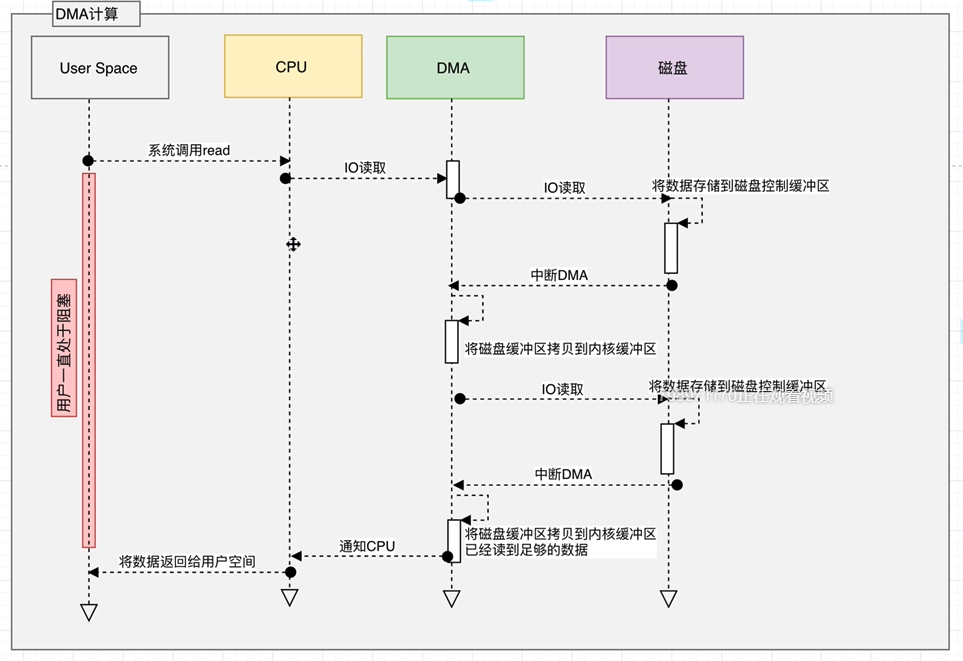 DMA计算
User Space
CPU
DMA
磁盘
系统调用read
IO读取
IO读取
将数据存储到磁盘控制缓冲区
中断DMA
用户一直处于阻塞
将磁盘缓冲区拷贝到内核缓冲区
IO读取
将数据存储到磁盘控制缓冲区
正在观看视频
中断DMA
将磁盘缓冲区拷贝到内核缓冲区
已经读到足够的数据
通知CPU
将数据返回给用户空间